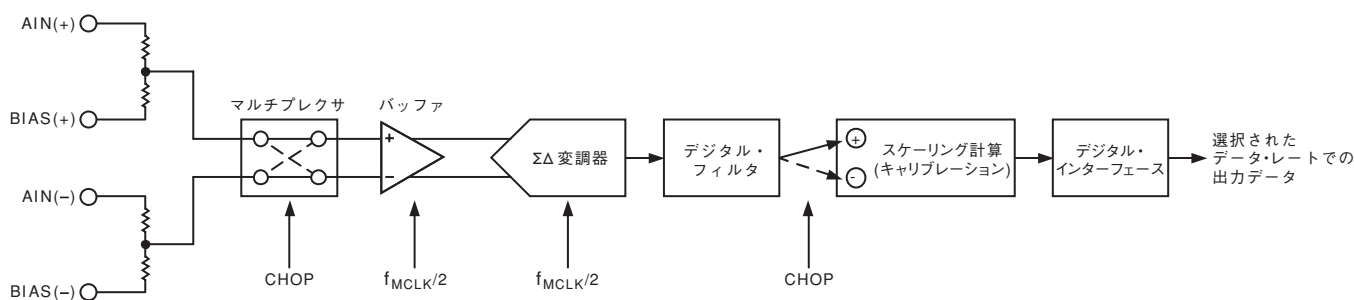 AIN(+)
BIAS(+)
AIN(−)
BIAS(−)
マルチプレクサ
CHOP
バッファ
+
−
fMCLK/2
ΣΔ 変調器
fMCLK/2
デジタル・
フィルタ
CHOP
+
-
スケーリング計算
(キャリブレーション)
デジタル・
インターフェース
選択された
データ・レートでの
出力データ